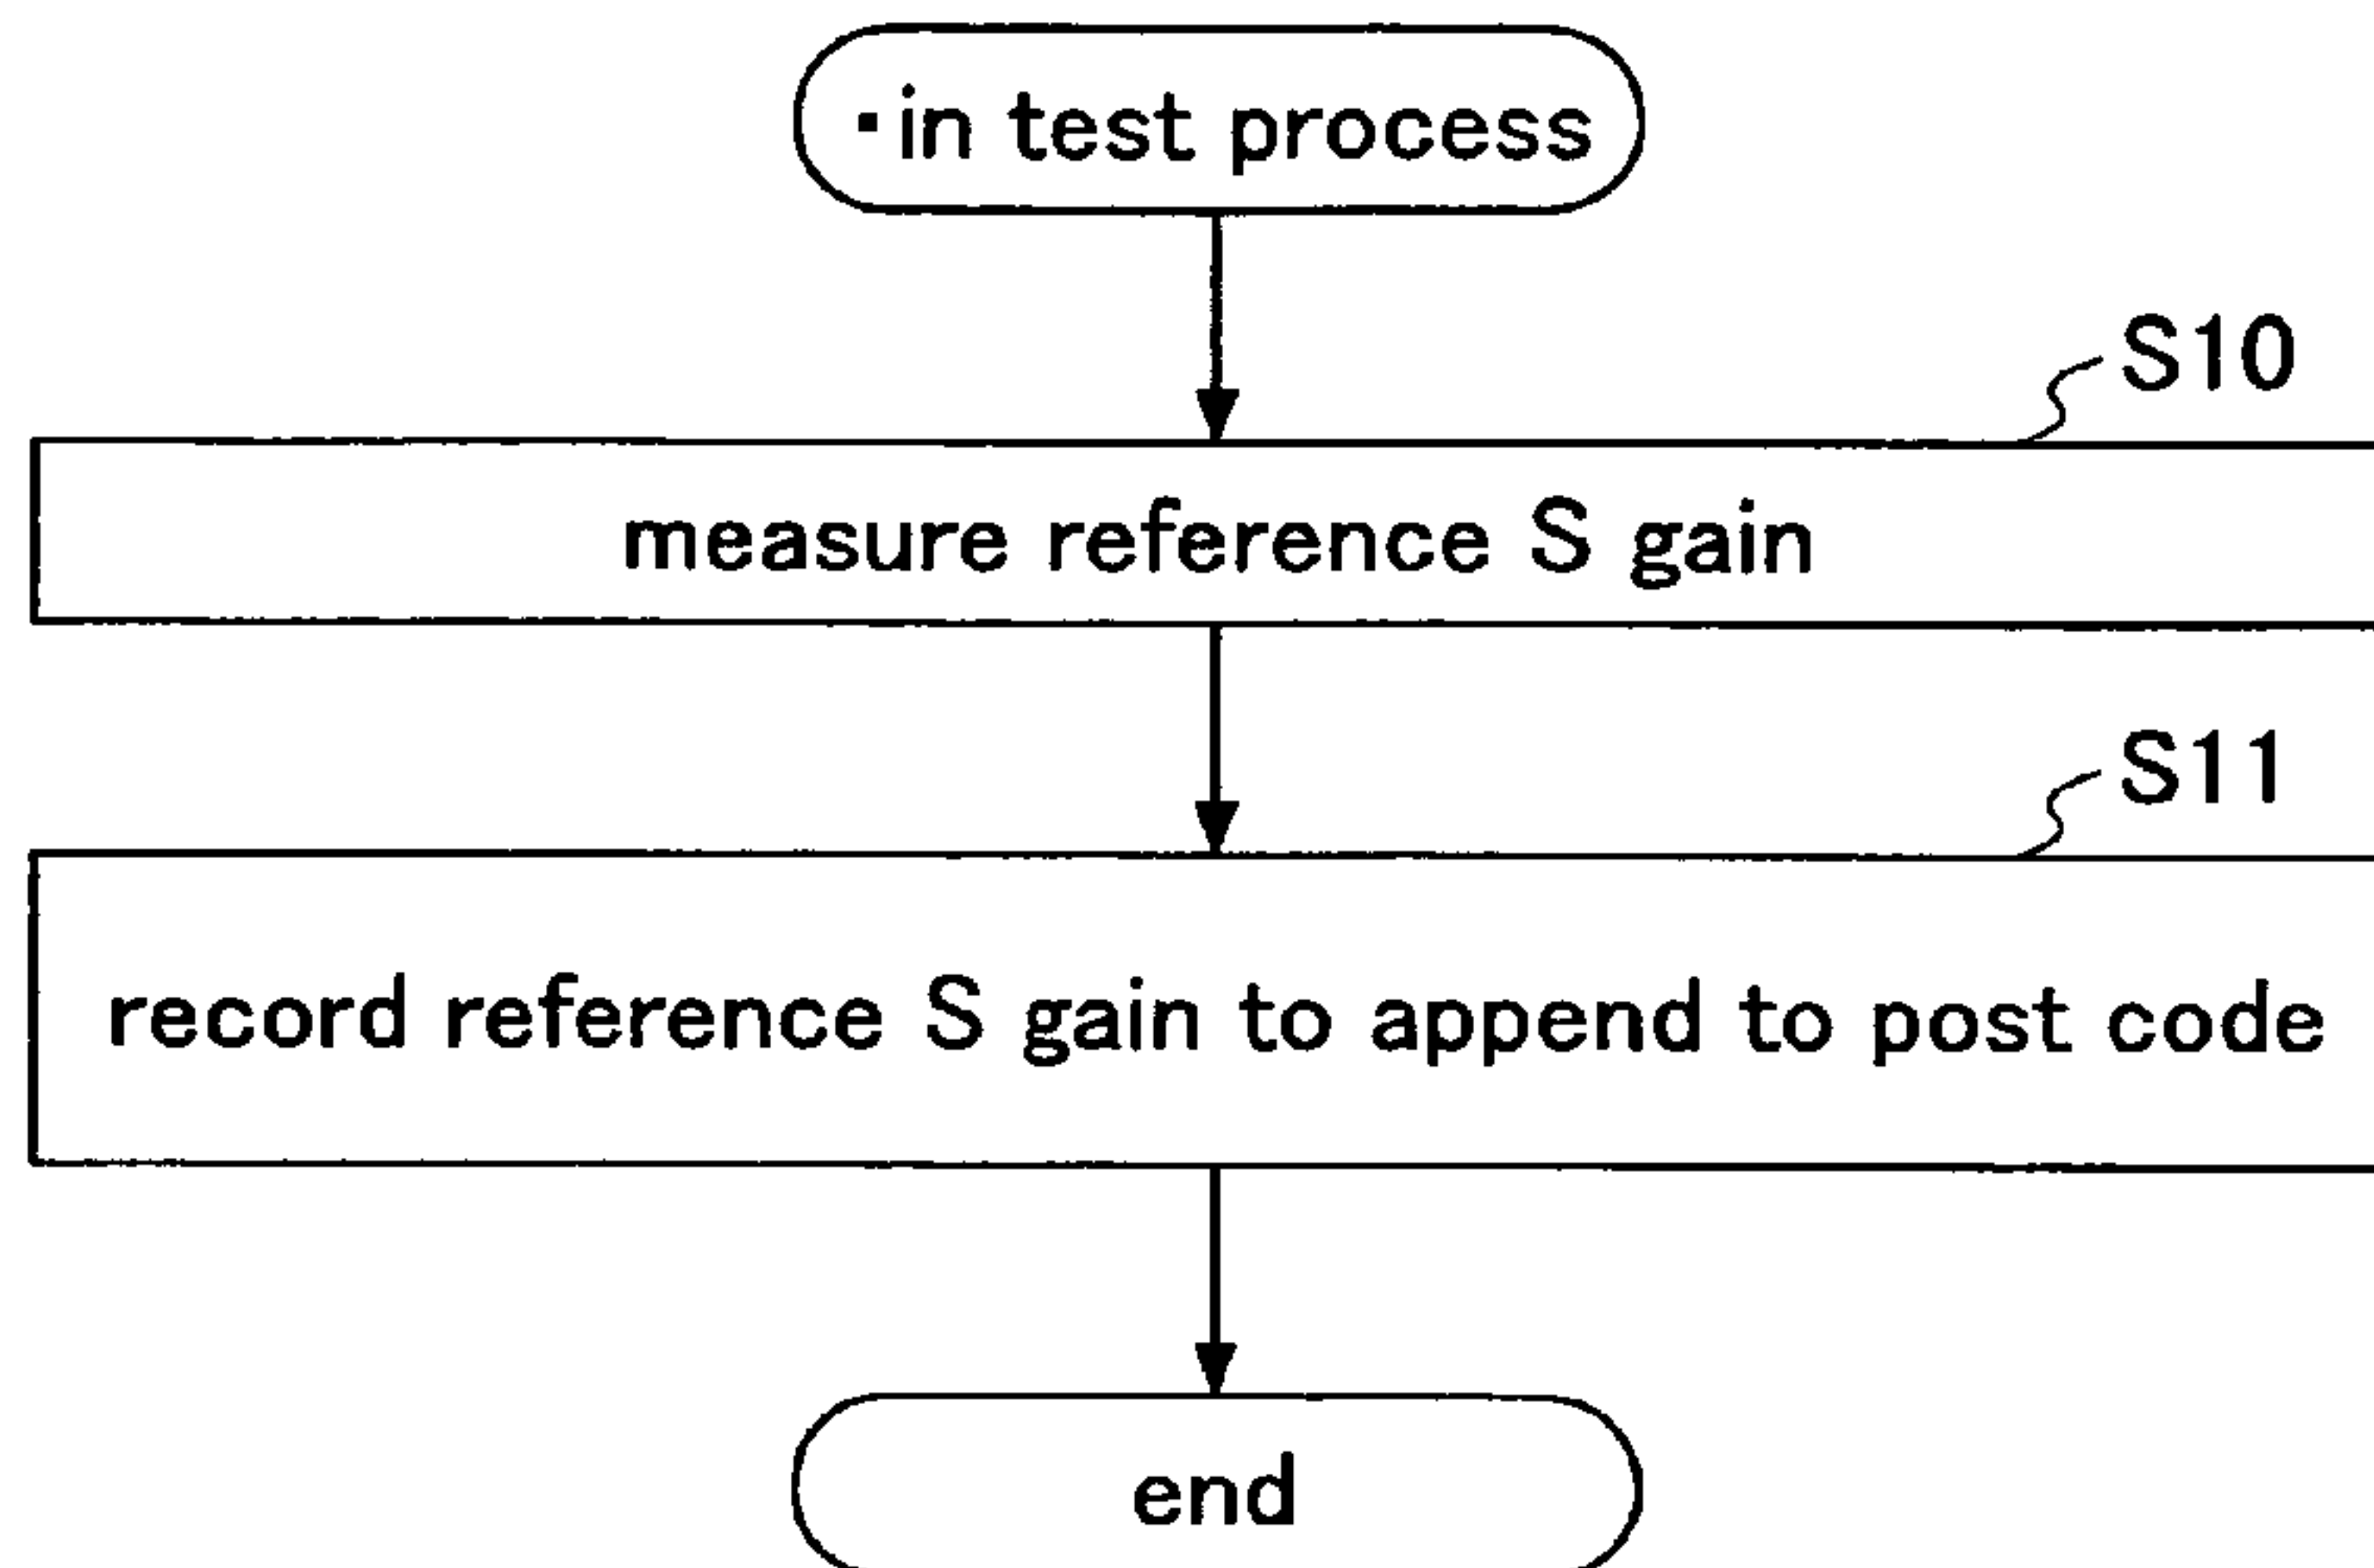 ▪in test process
S10
measure reference S gain
S11
record reference S gain to append to post code
end